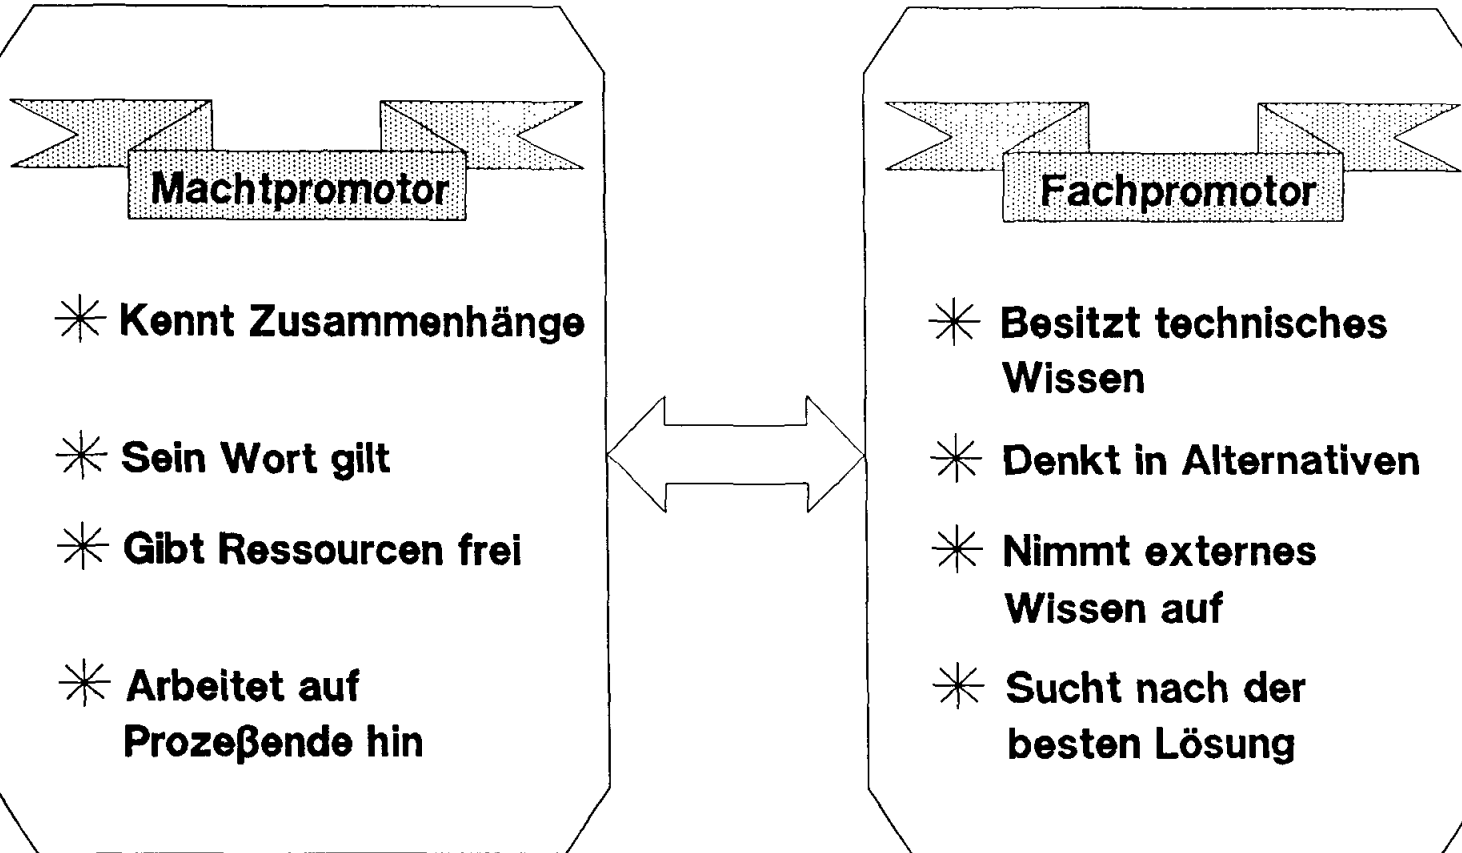 Machtpromotor
✳ Kennt Zusammenhänge
✳ Sein Wort gilt
✳ Gibt Ressourcen frei
✳ Arbeitet auf
Prozeßende hin
Fachpromotor
✳ Besitzt technisches
Wissen
✳ Denkt in Alternativen
✳ Nimmt externes
Wissen auf
✳ Sucht nach der
besten Lösung